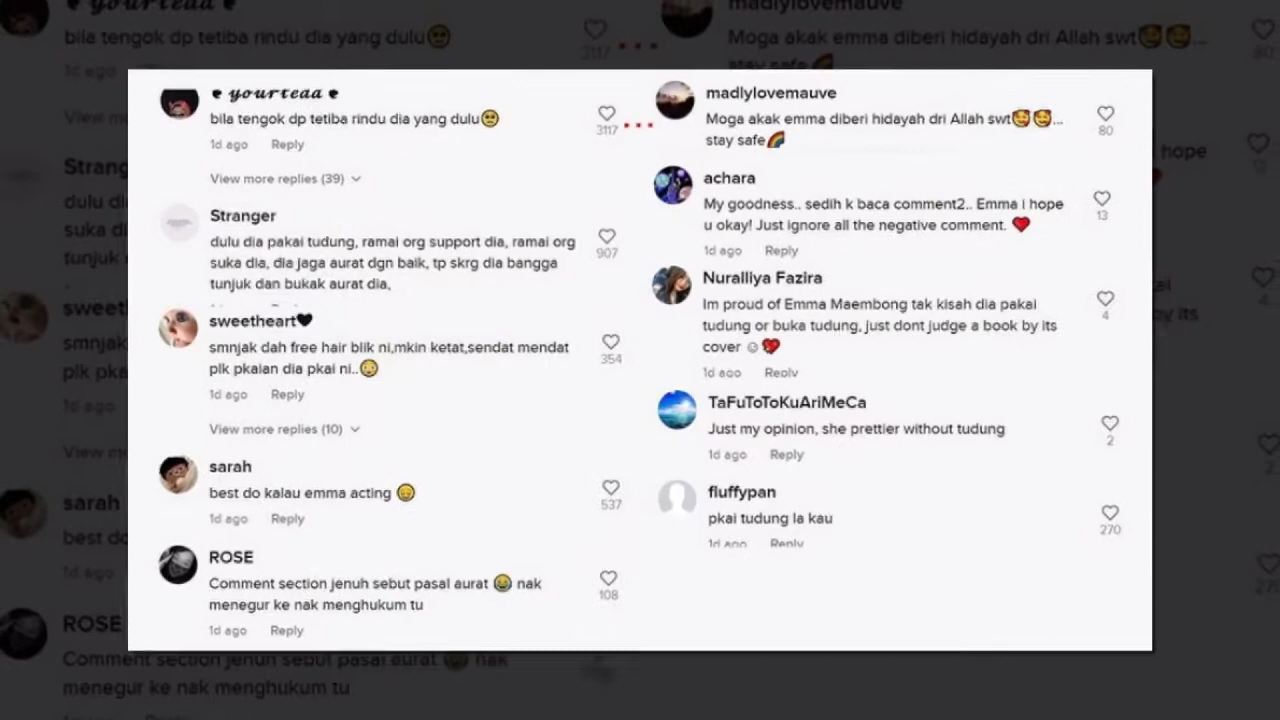 yourteaa
bila tengok dp tetiba rindu dia yang dulu🥺
3117
1d ago Reply
View more replies (39)
Stranger
dulu dia pakai tudung, ramai org support dia, ramai org
suka dia, dia jaga aurat dgn baik, tp skrg dia bangga
tunjuk dan bukak aurat dia,
907
sweetheart🖤
smnjak dah free hair blik ni,mkin ketat,sendat mendat
plk pkaian dia pkai ni..😳
354
1d ago Reply
View more replies (10)
sarah
best do kalau emma acting 😔
537
1d ago Reply
ROSE
Comment section jenuh sebut pasal aurat 😂 nak
menegur ke nak menghukum tu
108
1d ago Reply
madlylovemauve
Moga akak emma diberi hidayah dri Allah swt🥰🥰...
stay safe🌈
80
achara
My goodness.. sedih k baca comment2.. Emma i hope
u okay! Just ignore all the negative comment. ❤️
13
1d ago Reply
Nuralliya Fazira
Im proud of Emma Maembong tak kisah dia pakai
tudung or buka tudung, just dont judge a book by its
cover ☺💖
4
1d ago Reply
TaFuToToKuAriMeCa
Just my opinion, she prettier without tudung
2
1d ago Reply
fluffypan
pkai tudung la kau
270
1d ago Reply